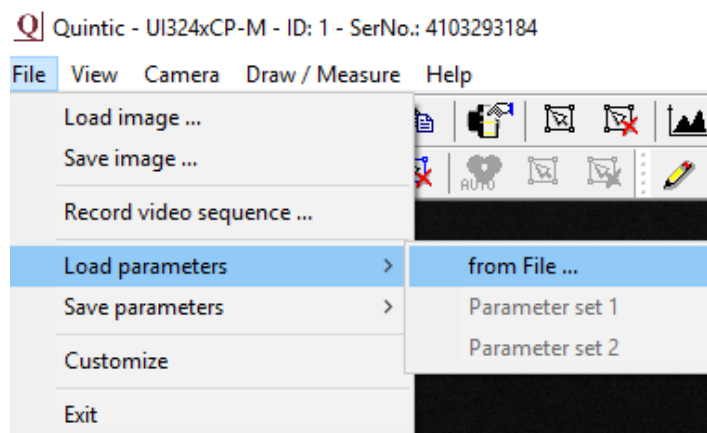 Q Quintic - UI324xCP-M - ID: 1 - SerNo.: 4103293184
File View Camera Draw / Measure Help
Load image ...
Save image ...
AUTO
Record video sequence ...
Load parameters > from File ...
Save parameters > Parameter set 1
Parameter set 2
Customize
Exit